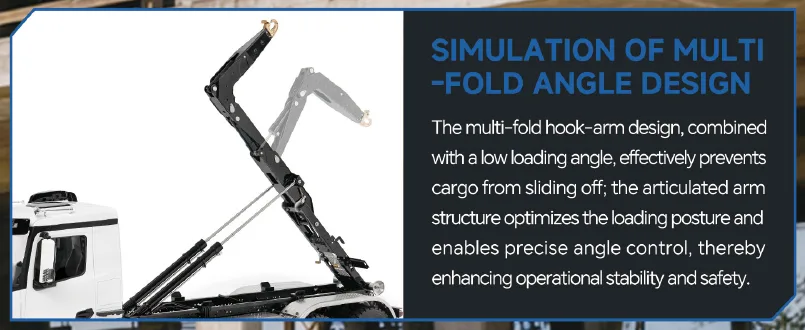 SIMULATION OF MULTI
-FOLD ANGLE DESIGN
The multi-fold hook-arm design, combined
with a low loading angle, effectively prevents
cargo from sliding off; the articulated arm
structure optimizes the loading posture and
enables precise angle control, thereby
enhancing operational stability and safety.